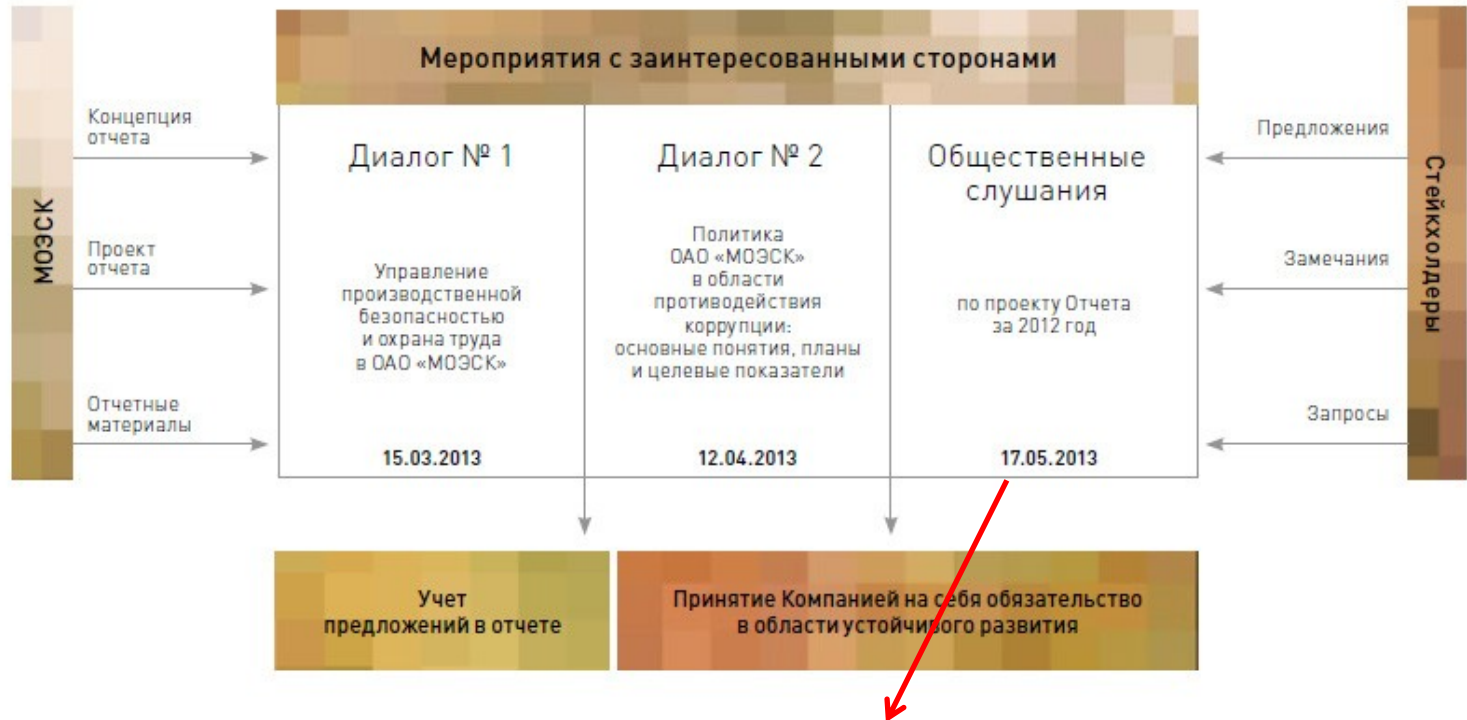 Мероприятия с заинтересованными сторонами
МОЭСК
Концепция
отчета
Проект
отчета
Отчетные
материалы
Диалог № 1
Управление
производственной
безопасностью
и охрана труда
в ОАО «МОЭСК»
15.03.2013
Диалог № 2
Политика
ОАО «МОЭСК»
в области
противодействия
коррупции:
основные понятия, планы
и целевые показатели
12.04.2013
Общественные
слушания
по проекту Отчета
за 2012 год
17.05.2013
Предложения
Замечания
Запросы
Стейкхолдеры
Учет
предложений в отчете
Принятие Компанией на себя обязательство
в области устойчивого развития